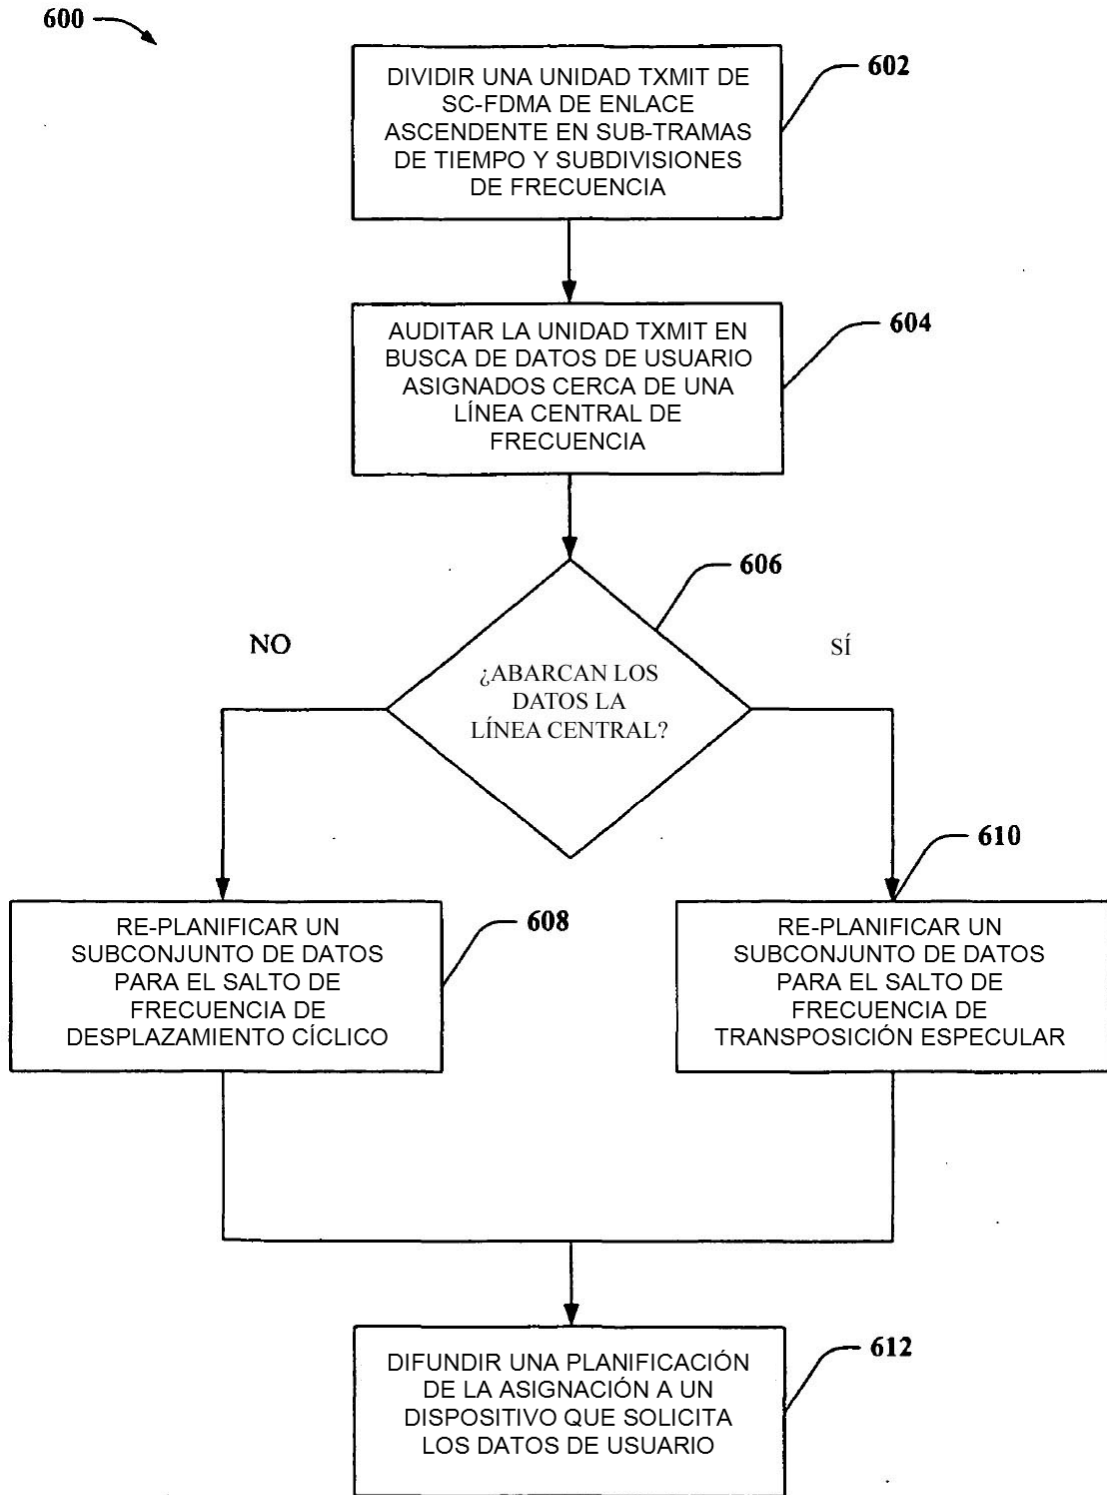 600
DIVIDIR UNA UNIDAD TXMIT DE
SC-FDMA DE ENLACE
ASCENDENTE EN SUB-TRAMAS
DE TIEMPO Y SUBDIVISIONES
DE FRECUENCIA
602
AUDITAR LA UNIDAD TXMIT EN
BUSCA DE DATOS DE USUARIO
ASIGNADOS CERCA DE UNA
LÍNEA CENTRAL DE
FRECUENCIA
604
606
NO
SÍ
¿ABARCAN LOS
DATOS LA
LÍNEA CENTRAL?
RE-PLANIFICAR UN
SUBCONJUNTO DE DATOS
PARA EL SALTO DE
FRECUENCIA DE
DESPLAZAMIENTO CÍCLICO
608
610
RE-PLANIFICAR UN
SUBCONJUNTO DE DATOS
PARA EL SALTO DE
FRECUENCIA DE
TRANSPOSICIÓN ESPECULAR
DIFUNDIR UNA PLANIFICACIÓN
DE LA ASIGNACIÓN A UN
DISPOSITIVO QUE SOLICITA
LOS DATOS DE USUARIO
612